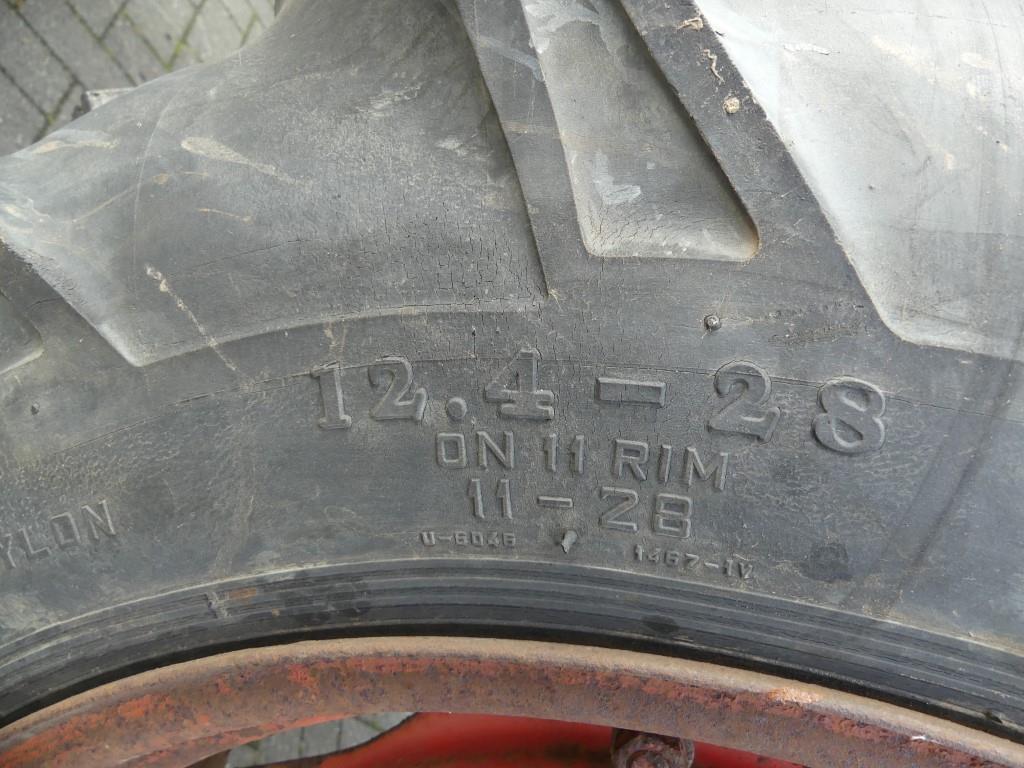 12.4-28
ON 11 RIM
11-28
YLON
U-6046
1467-IV